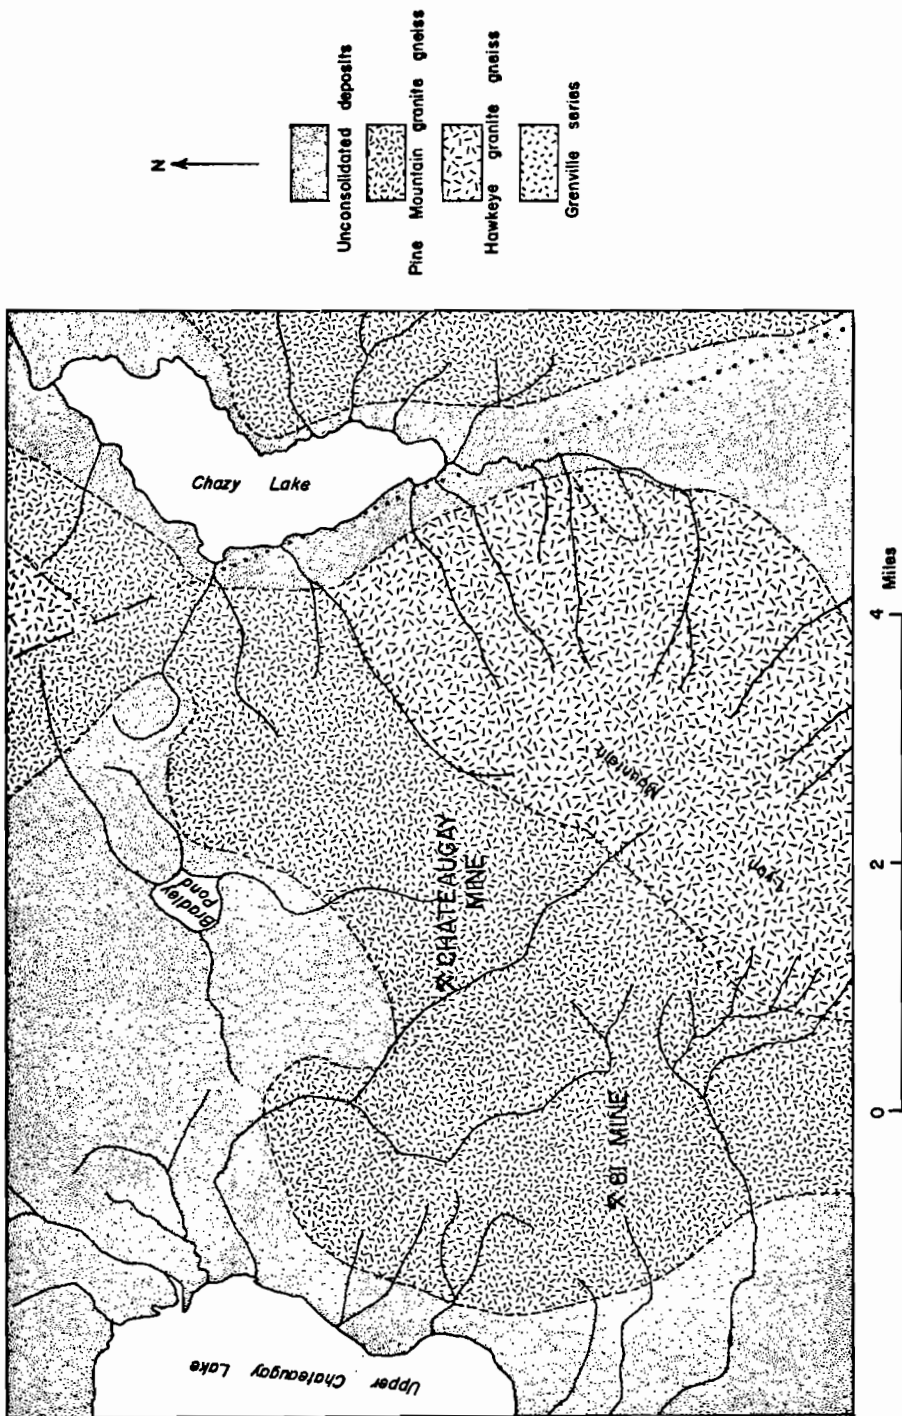 N
Unconsolidated deposits
Pine Mountain granite gneiss
Hawkeye granite gneiss
Grenville series
Chazy Lake
Bradley
Pond
CHATEAUGAY
MINE
81 MINE
Lyon Mountain
Upper Chateaugay Lake
0 2 4
Miles